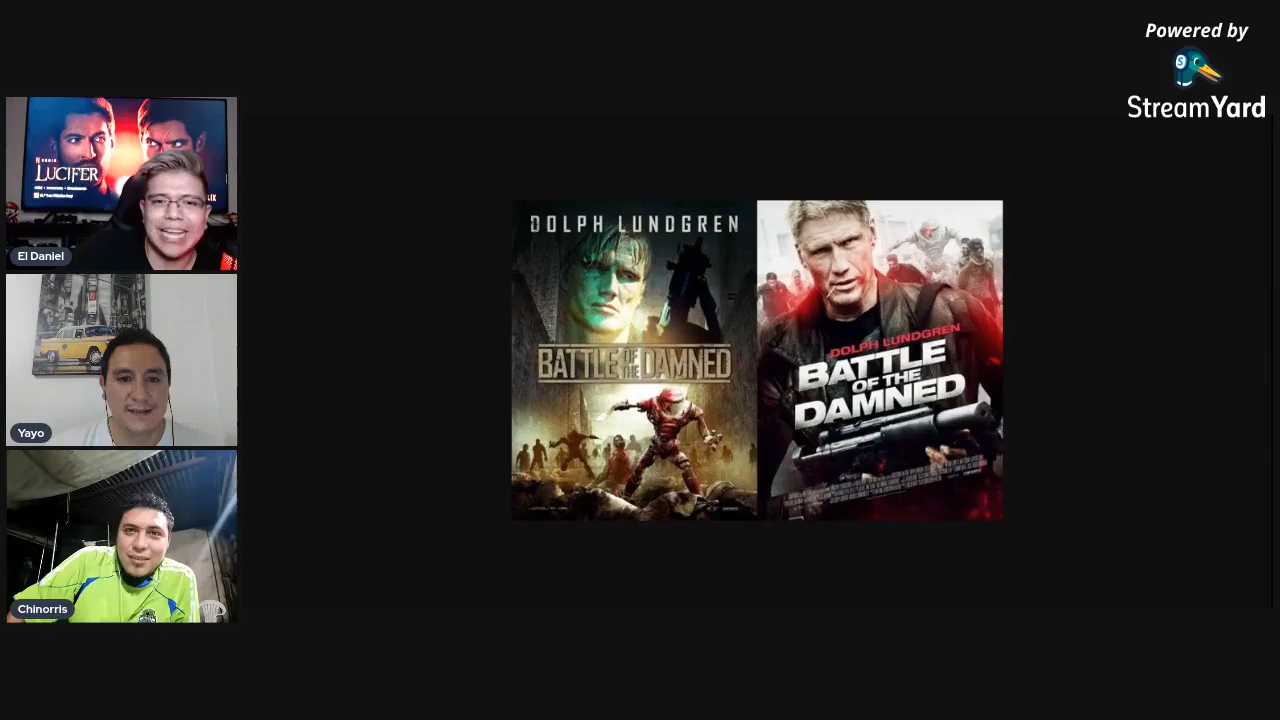 Powered by
StreamYard
LUCIFER
El Daniel
Yayo
Chinorris
DOLPH LUNDGREN
BATTLE OF THE DAMNED
DOLPH LUNDGREN
BATTLE
OF THE
DAMNED